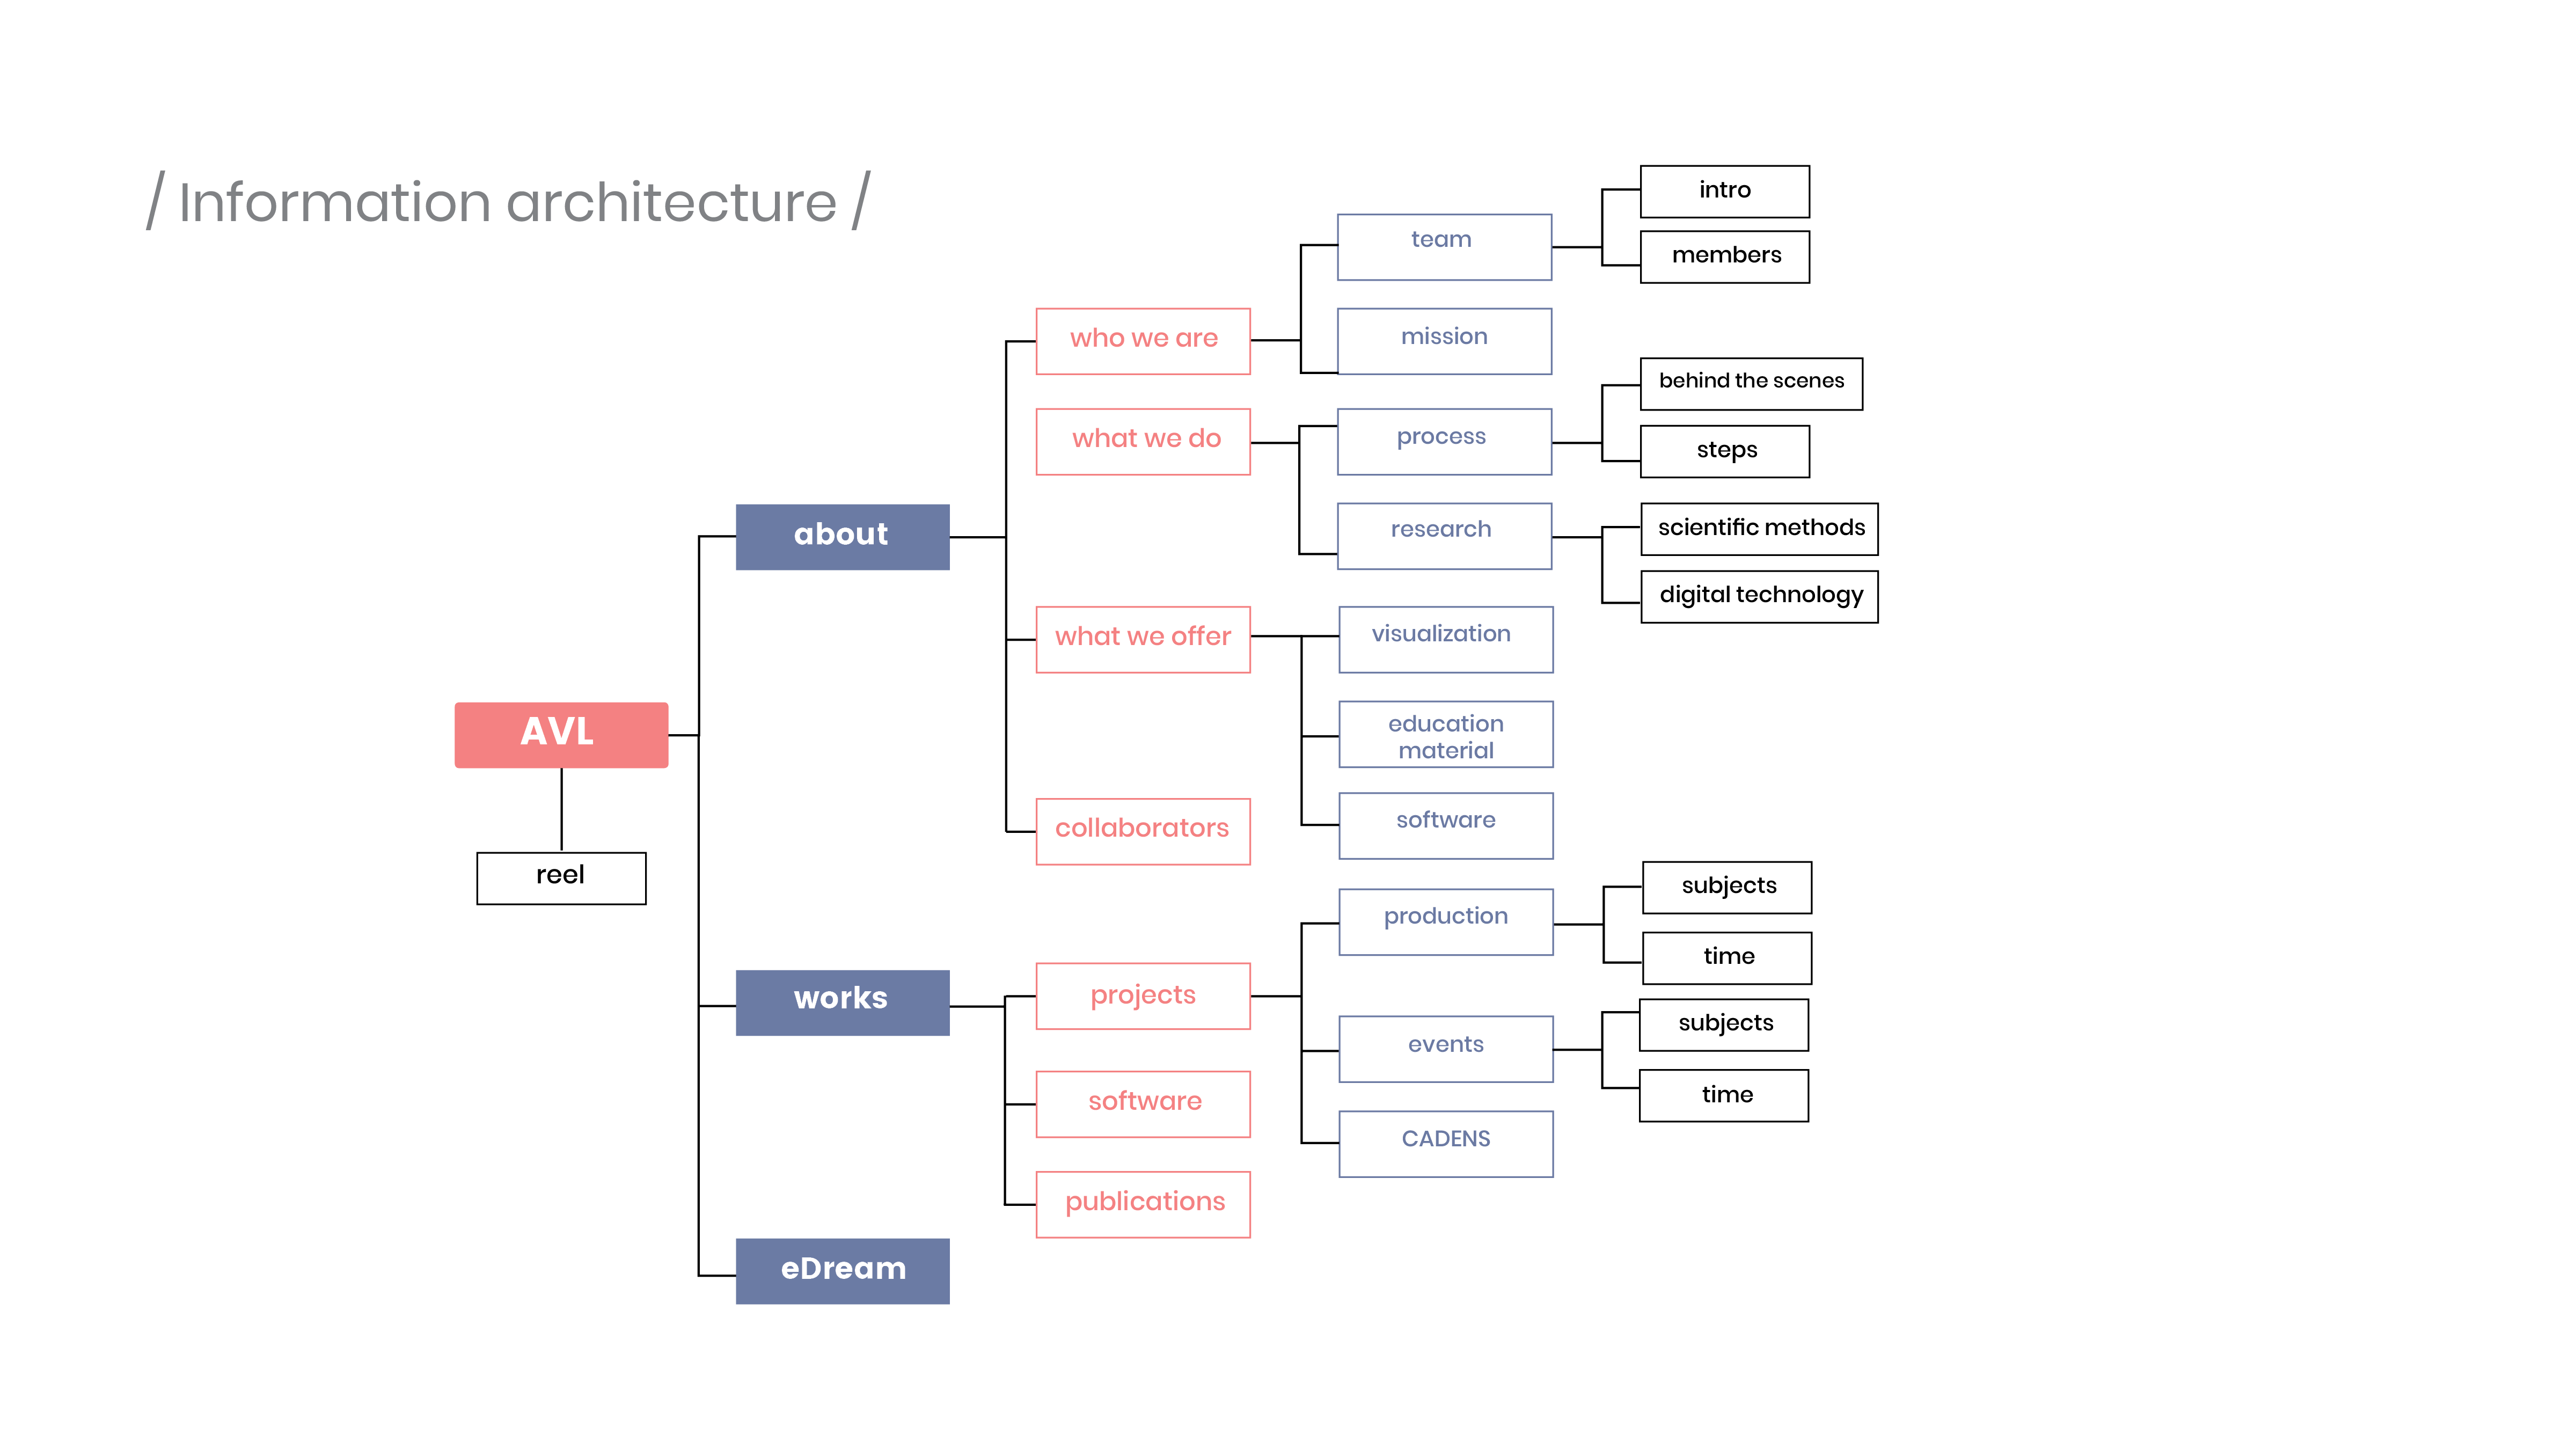 / Information architecture /
AVL
reel
about
works
eDream
who we are
what we do
what we offer
collaborators
projects
software
publications
team
mission
process
research
visualization
education
material
software
production
events
CADENS
intro
members
behind the scenes
steps
scientific methods
digital technology
subjects
time
subjects
time